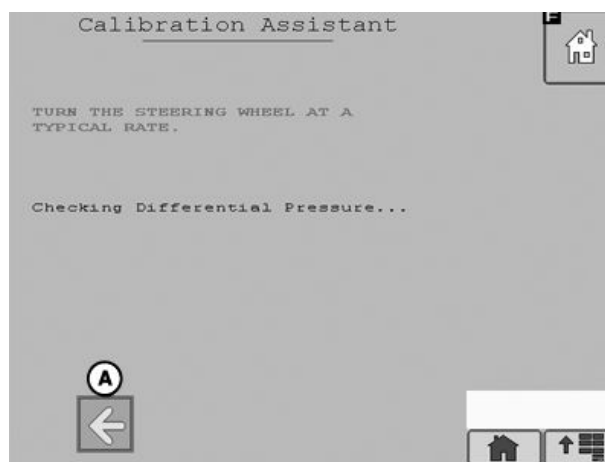 Calibration Assistant
F
TURN THE STEERING WHEEL AT A
TYPICAL RATE.
Checking Differential Pressure...
A